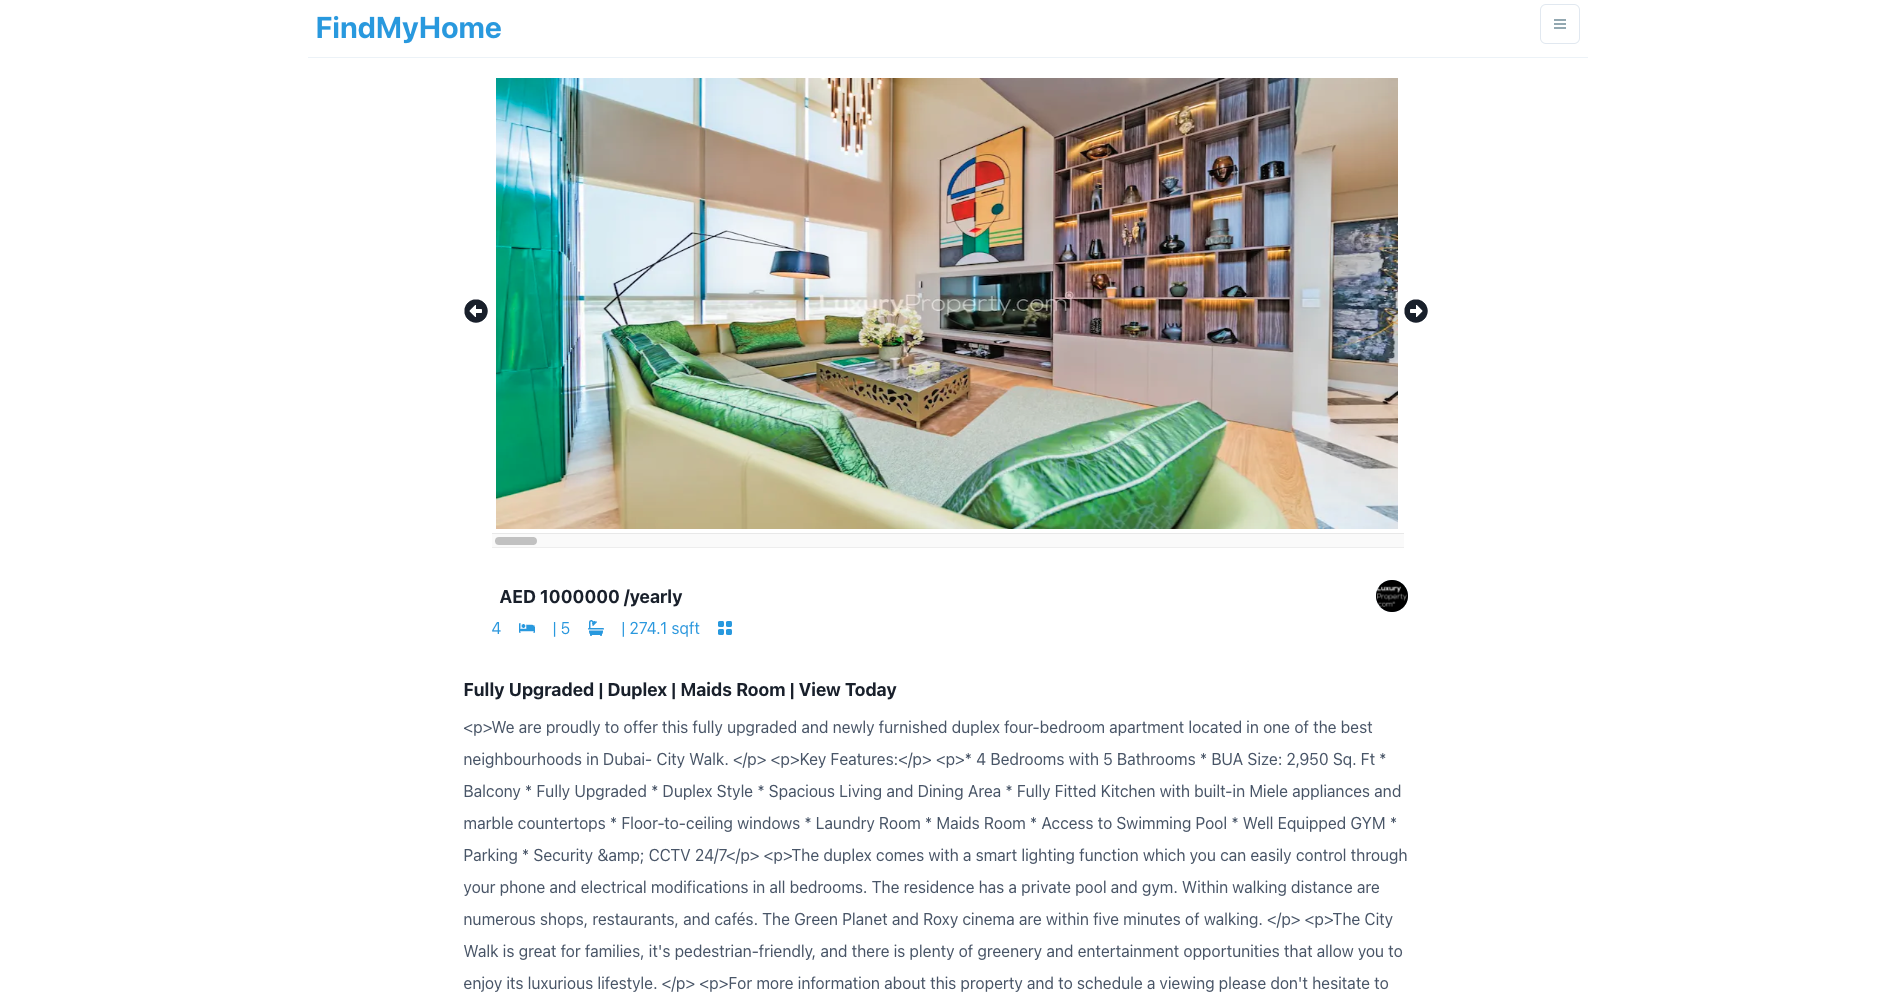 FindMyHome
LuxuryProperty.com
AED 1000000 /yearly
Luxury
Property
.com
4 | 5 | 274.1 sqft
Fully Upgraded | Duplex | Maids Room | View Today
<p>We are proudly to offer this fully upgraded and newly furnished duplex four-bedroom apartment located in one of the best
neighbourhoods in Dubai- City Walk. </p> <p>Key Features:</p> <p>* 4 Bedrooms with 5 Bathrooms * BUA Size: 2,950 Sq. Ft *
Balcony * Fully Upgraded * Duplex Style * Spacious Living and Dining Area * Fully Fitted Kitchen with built-in Miele appliances and
marble countertops * Floor-to-ceiling windows * Laundry Room * Maids Room * Access to Swimming Pool * Well Equipped GYM *
Parking * Security &amp; CCTV 24/7</p> <p>The duplex comes with a smart lighting function which you can easily control through
your phone and electrical modifications in all bedrooms. The residence has a private pool and gym. Within walking distance are
numerous shops, restaurants, and cafés. The Green Planet and Roxy cinema are within five minutes of walking. </p> <p>The City
Walk is great for families, it's pedestrian-friendly, and there is plenty of greenery and entertainment opportunities that allow you to
enjoy its luxurious lifestyle. </p> <p>For more information about this property and to schedule a viewing please don't hesitate to